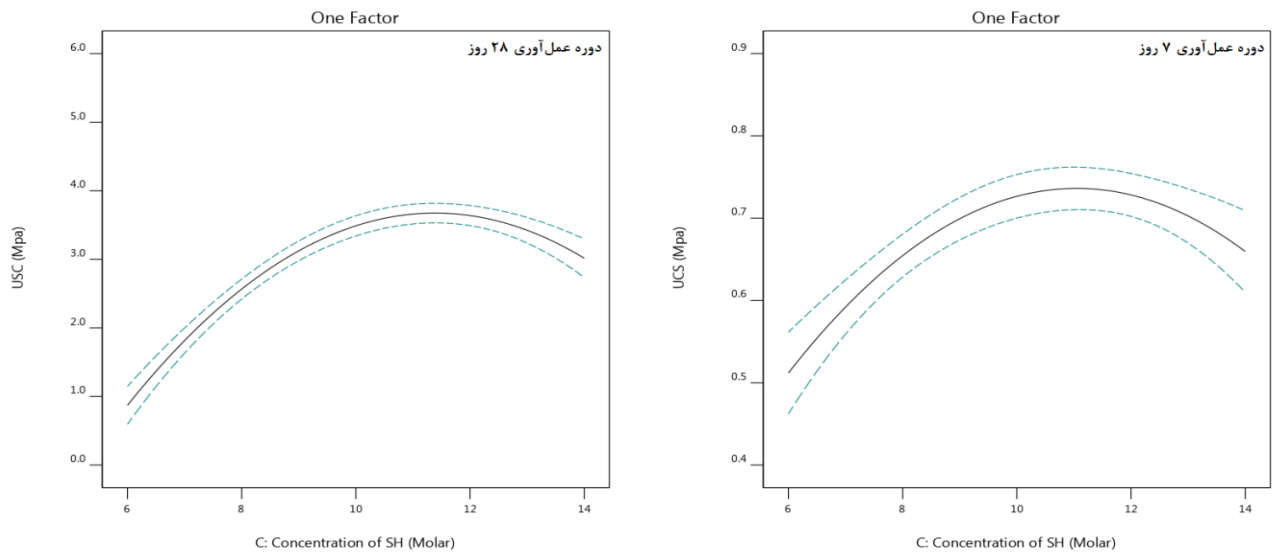 One Factor
دوره عمل‌آوری ۲۸ روز
6.0
5.0
4.0
3.0
2.0
1.0
0.0
USC (Mpa)
6 8 10 12 14
C: Concentration of SH (Molar)
One Factor
دوره عمل‌آوری ۷ روز
0.9
0.8
0.7
0.6
0.5
0.4
UCS (Mpa)
6 8 10 12 14
C: Concentration of SH (Molar)